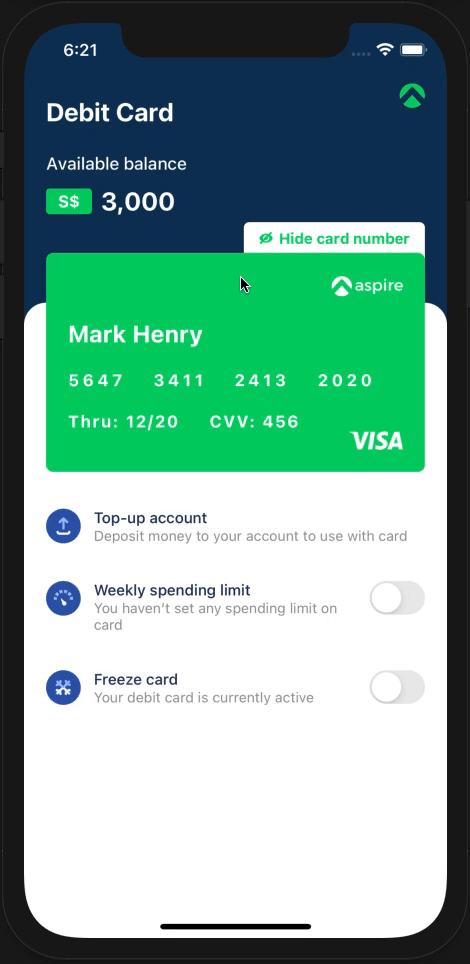 6:21
Debit Card
Available balance
S$ 3,000
Hide card number
aspire
Mark Henry
5647 3411 2413 2020
Thru: 12/20 CVV: 456
VISA
Top-up account
Deposit money to your account to use with card
Weekly spending limit
You haven't set any spending limit on
card
Freeze card
Your debit card is currently active